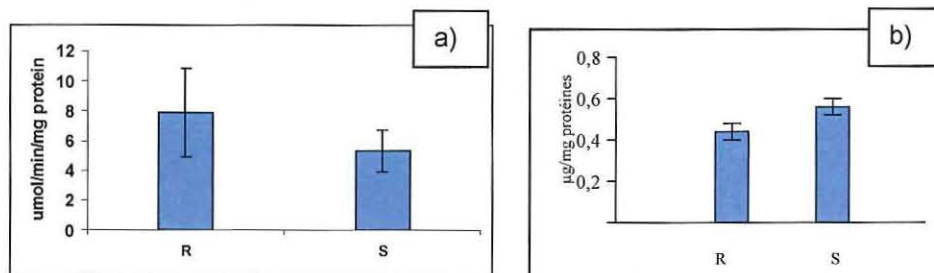 a)
umol/min/mg protein
12
10
8
6
4
2
0
R S
b)
µg/mg protéines
0,8
0,6
0,4
0,2
R S